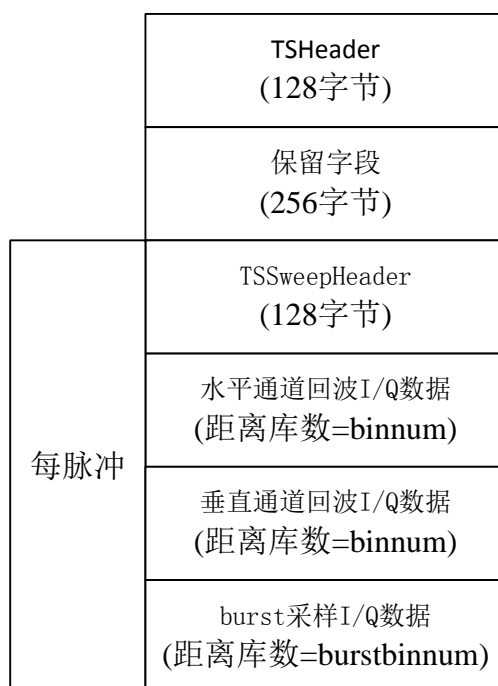 TSHeader
(128字节)
保留字段
(256字节)
每脉冲
TSSweepHeader
(128字节)
水平通道回波I/Q数据
(距离库数=binnum)
垂直通道回波I/Q数据
(距离库数=binnum)
burst采样I/Q数据
(距离库数=burstbinnum)